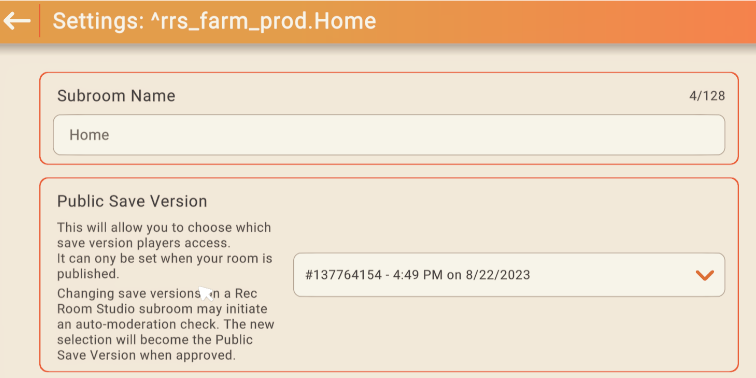 Settings: ^rrs_farm_prod.Home
Subroom Name
4/128
Home
Public Save Version
This will allow you to choose which
save version players access.
It can ony be set when your room is
published.
Changing save versions in a Rec
Room Studio subroom may initiate
an auto-moderation check. The new
selection will become the Public
Save Version when approved.
#137764154 - 4:49 PM on 8/22/2023